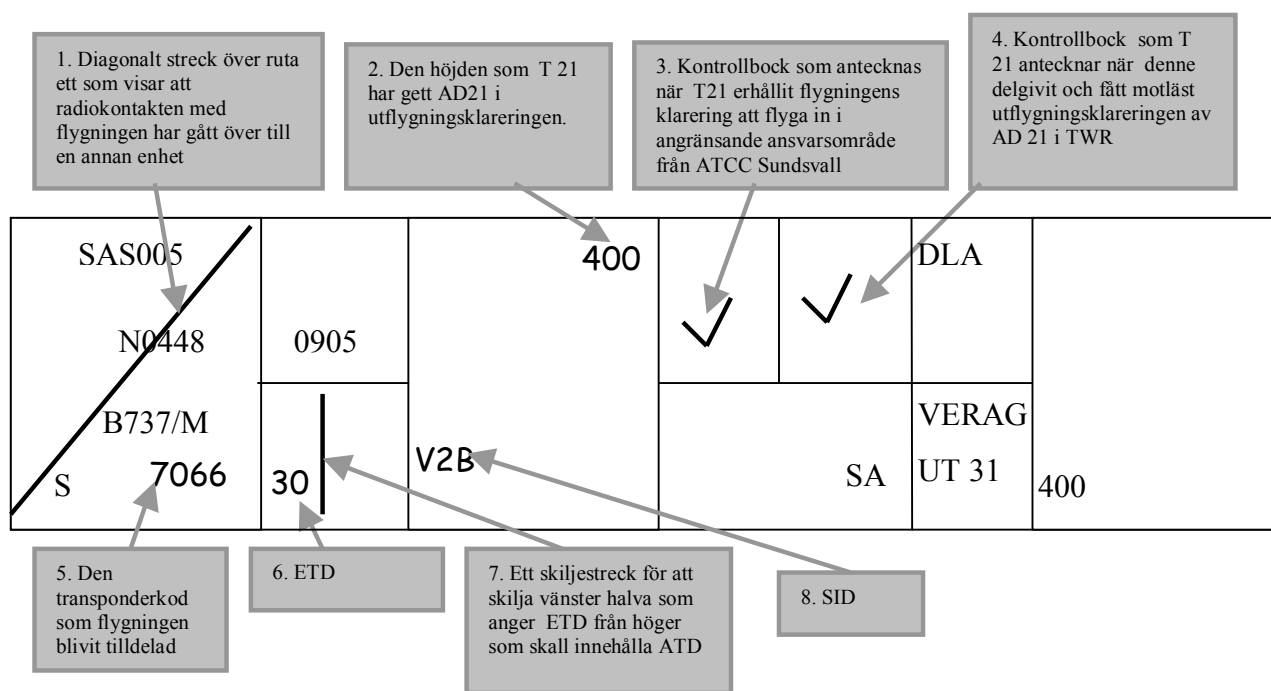 1. Diagonalt streck över ruta
ett som visar att
radiokontakten med
flygningen har gått över till
en annan enhet
2. Den höjden som T 21
har gett AD21 i
utflygningsklareringen.
3. Kontrollbock som antecknas
när T21 erhållit flygningens
klarering att flyga in i
angränsande ansvarsområde
från ATCC Sundsvall
4. Kontrollbock som T
21 antecknar när denne
delgivit och fått motläst
utflygningsklareringen av
AD 21 i TWR
SAS005
N0448
B737/M
S 7066
0905
30
400
V2B
DLA
SA
VERAG
UT 31
400
5. Den
transponderkod
som flygningen
blivit tilldelad
6. ETD
7. Ett skiljestreck för att
skilja vänster halva som
anger ETD från höger
som skall innehålla ATD
8. SID